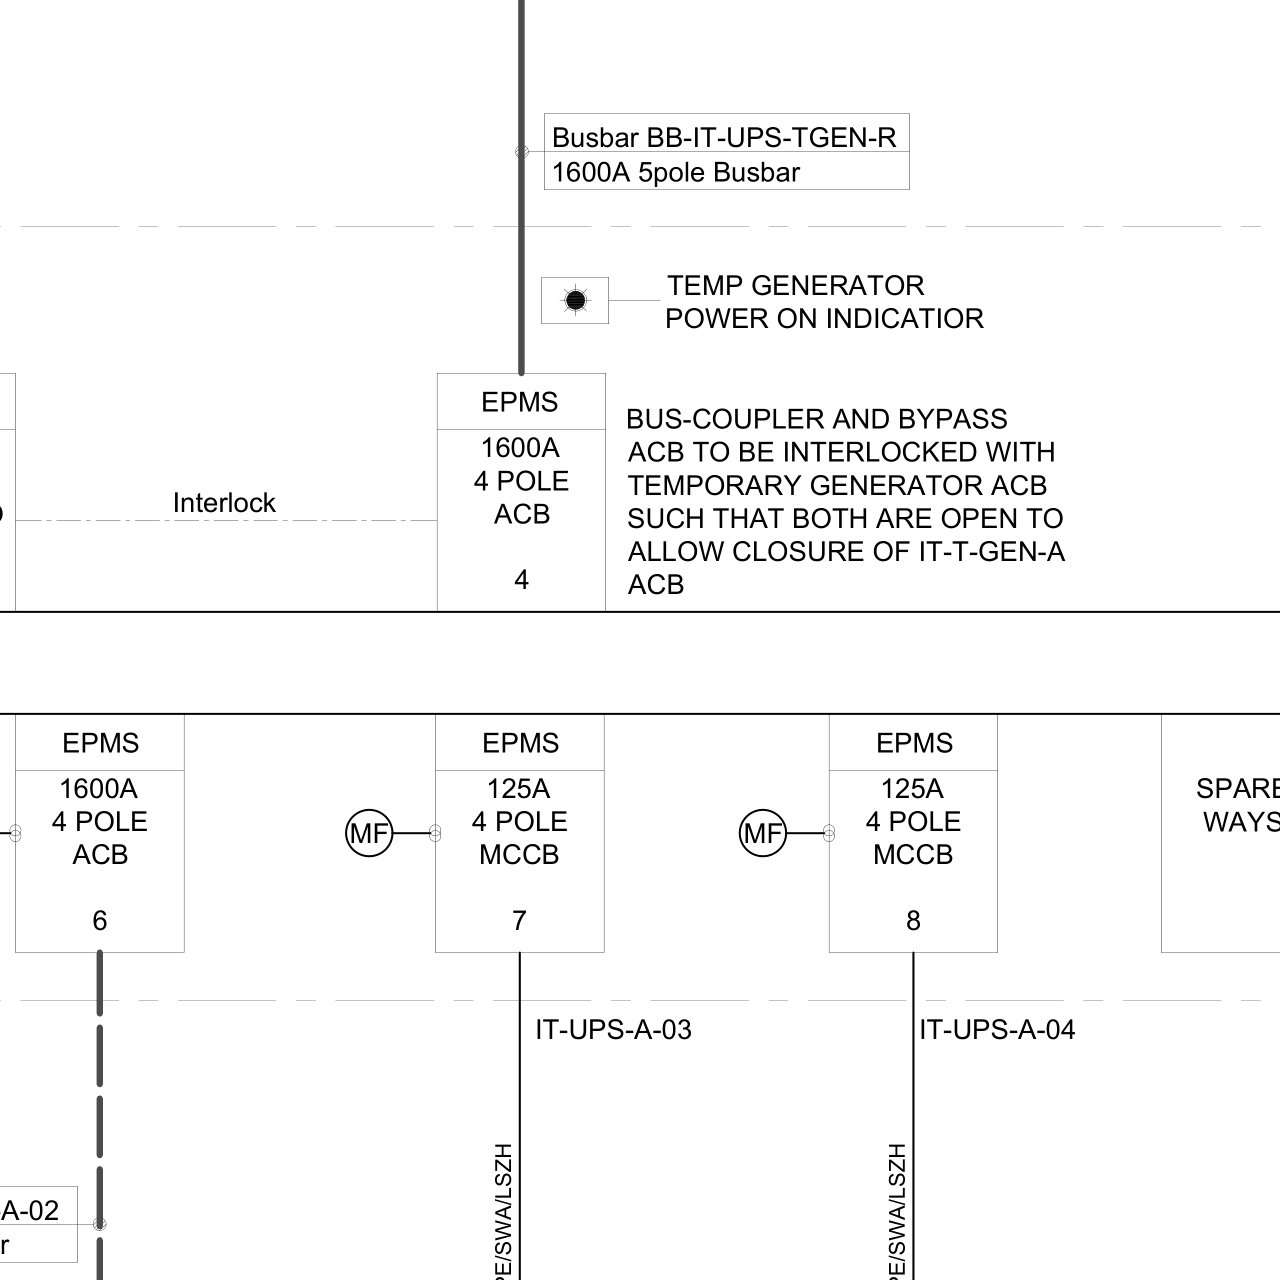 Busbar BB-IT-UPS-TGEN-R
1600A 5pole Busbar
TEMP GENERATOR
POWER ON INDICATIOR
EPMS
1600A
4 POLE
ACB
4
Interlock
BUS-COUPLER AND BYPASS
ACB TO BE INTERLOCKED WITH
TEMPORARY GENERATOR ACB
SUCH THAT BOTH ARE OPEN TO
ALLOW CLOSURE OF IT-T-GEN-A
ACB
EPMS
1600A
4 POLE
ACB
6
MF
EPMS
125A
4 POLE
MCCB
7
MF
EPMS
125A
4 POLE
MCCB
8
SPARE
WAYS
IT-UPS-A-03
IT-UPS-A-04
E/SWA/LSZH
E/SWA/LSZH
A-02
r